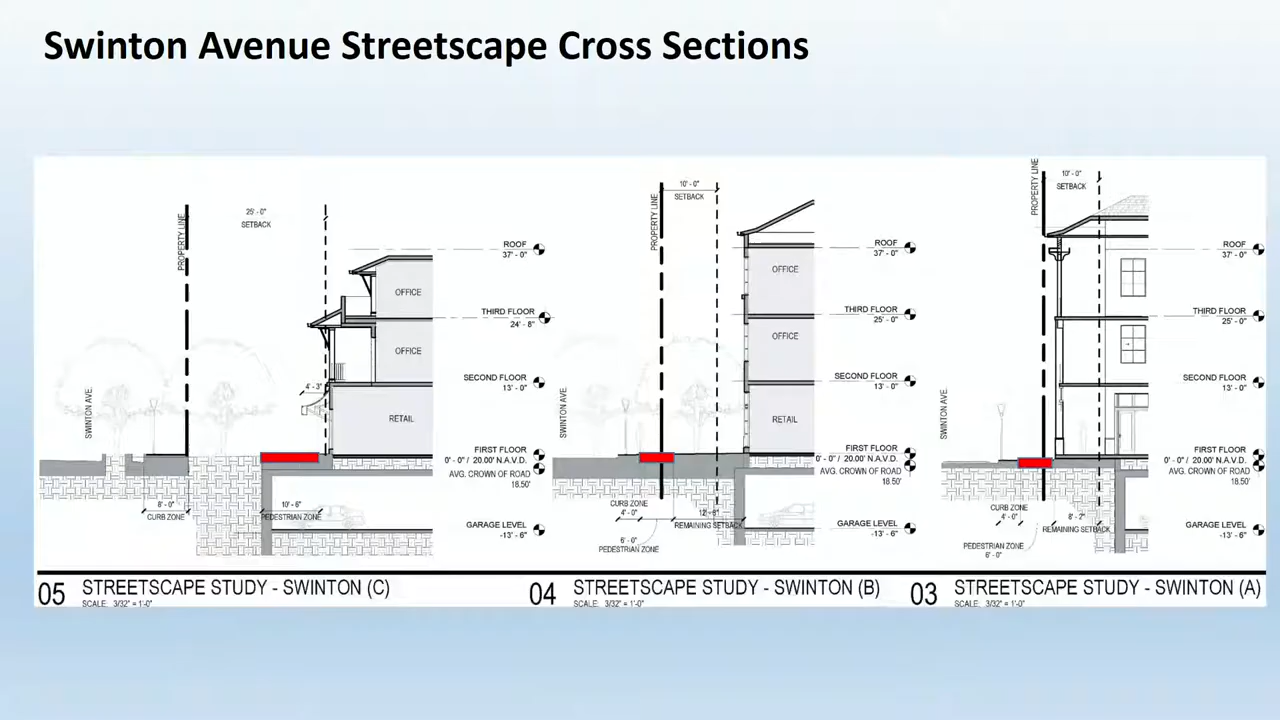 Swinton Avenue Streetscape Cross Sections
PROPERTY LINE
25' - 0"
SETBACK
ROOF
37' - 0"
OFFICE
THIRD FLOOR
24' - 8"
OFFICE
SECOND FLOOR
13' - 0"
4' - 3"
RETAIL
SWINTON AVE.
FIRST FLOOR
0' - 0" / 20.00' N.A.V.D.
AVG. CROWN OF ROAD
18.50'
8' - 0"
CURB ZONE
10' - 6"
PEDESTRIAN ZONE
GARAGE LEVEL
-13' - 6"
05 STREETSCAPE STUDY - SWINTON (C)
SCALE: 3/32" = 1'-0"
PROPERTY LINE
10' - 0"
SETBACK
ROOF
37' - 0"
OFFICE
THIRD FLOOR
25' - 0"
OFFICE
SECOND FLOOR
13' - 0"
RETAIL
SWINTON AVE.
FIRST FLOOR
0' - 0" / 20.00' N.A.V.D.
AVG. CROWN OF ROAD
18.50'
CURB ZONE
4' - 0"
12' - 6"
REMAINING SETBACK
6' - 0"
PEDESTRIAN ZONE
GARAGE LEVEL
-13' - 6"
04 STREETSCAPE STUDY - SWINTON (B)
SCALE: 3/32" = 1'-0"
PROPERTY LINE
10' - 0"
SETBACK
ROOF
37' - 0"
THIRD FLOOR
25' - 0"
SECOND FLOOR
13' - 0"
SWINTON AVE.
FIRST FLOOR
0' - 0" / 20.00' N.A.V.D.
AVG. CROWN OF ROAD
18.50'
CURB ZONE
4' - 0"
8' - 2"
REMAINING SETBACK
PEDESTRIAN ZONE
6' - 0"
GARAGE LEVEL
-13' - 6"
03 STREETSCAPE STUDY - SWINTON (A)
SCALE: 3/32" = 1'-0"